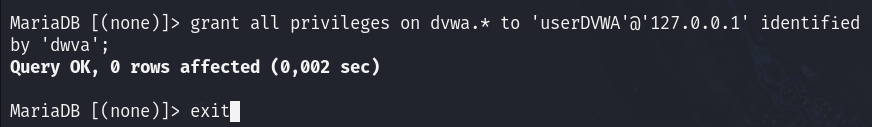 MariaDB [(none)]> grant all privileges on dvwa.* to 'userDVWA'@'127.0.0.1' identified
by 'dwva';
Query OK, 0 rows affected (0,002 sec)
MariaDB [(none)]> exit